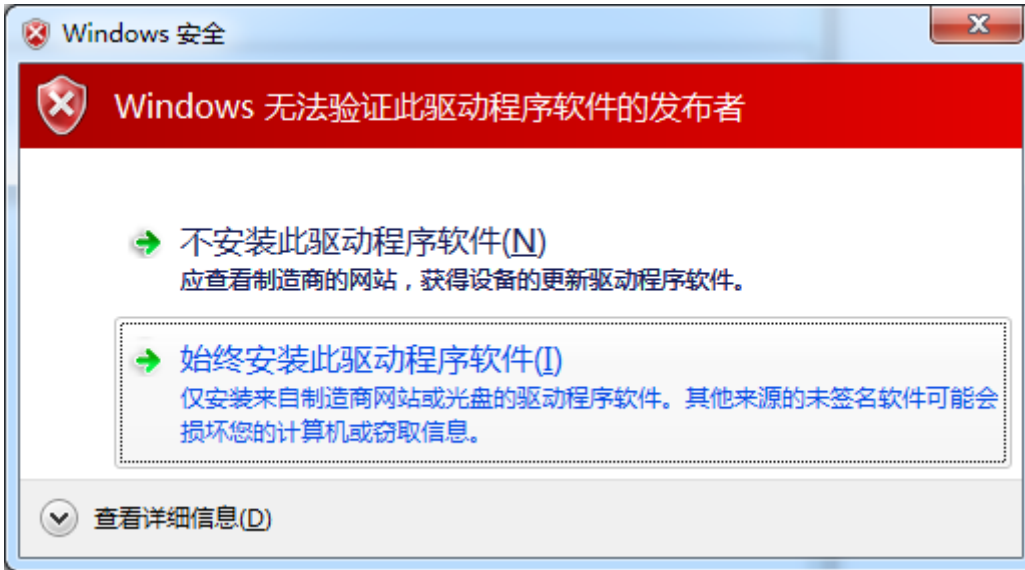 Windows 安全
Windows 无法验证此驱动程序软件的发布者
不安装此驱动程序软件(N)
应查看制造商的网站，获得设备的更新驱动程序软件。
始终安装此驱动程序软件(I)
仅安装来自制造商网站或光盘的驱动程序软件。其他来源的未签名软件可能会
损坏您的计算机或窃取信息。
查看详细信息(D)